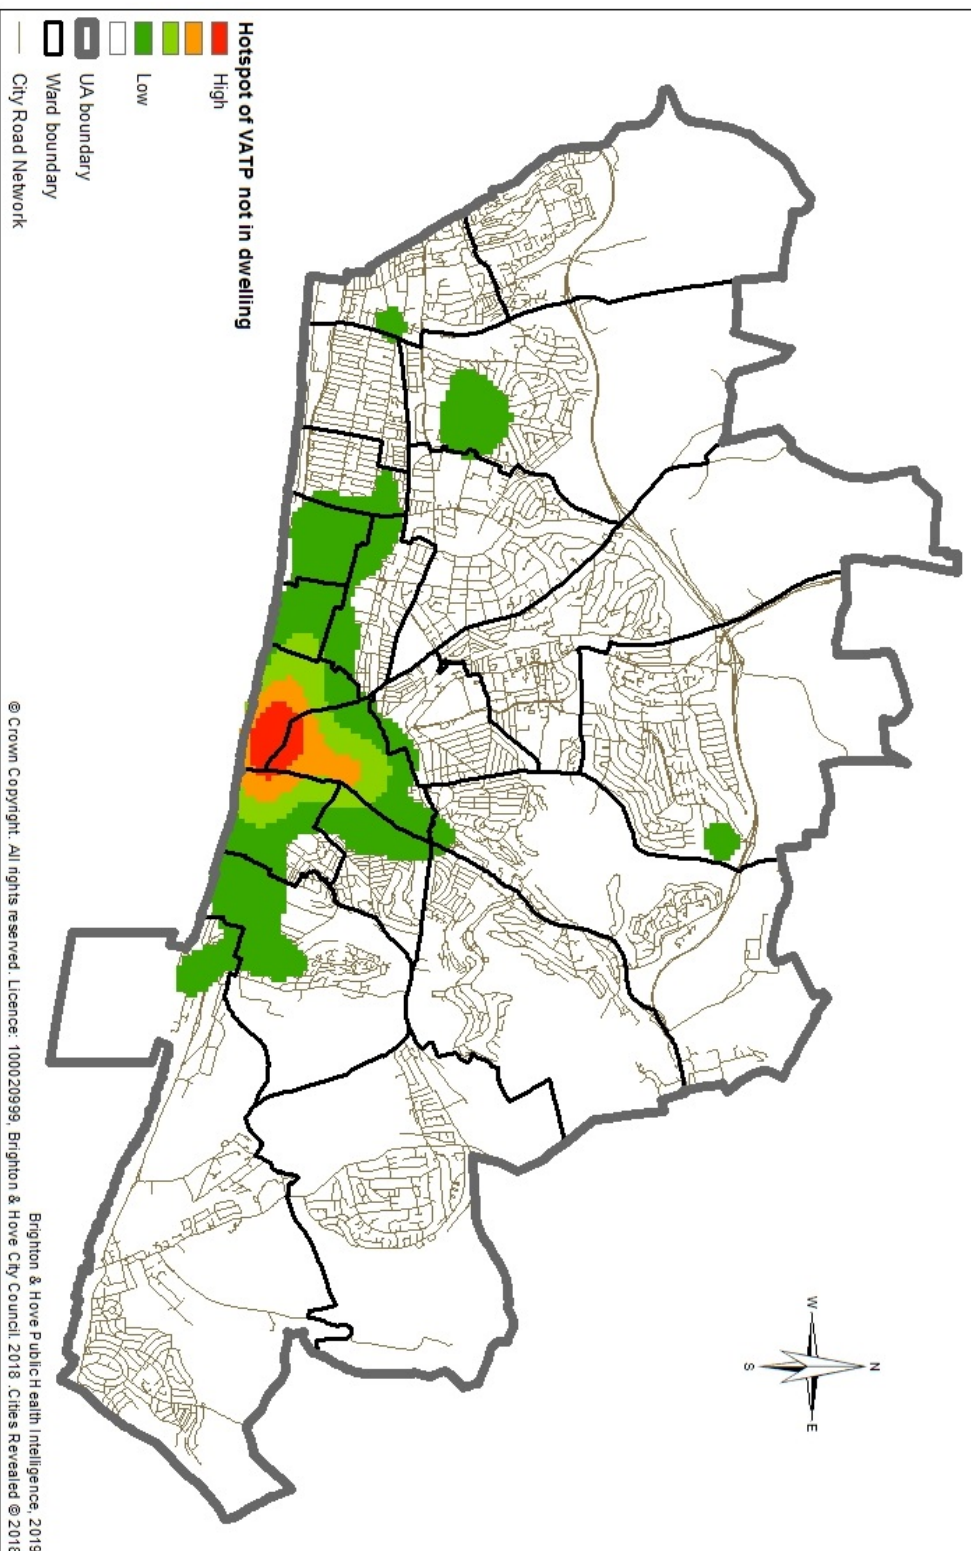 Hotspot of VATP not in dwelling
High
Low
UA boundary
Ward boundary
City Road Network
N
W
E
S
Brighton & Hove Public Health Intelligence, 2019
© Crown Copyright. All rights reserved. Licence: 100020999, Brighton & Hove City Council. 2018 .Cities Revealed © 2018